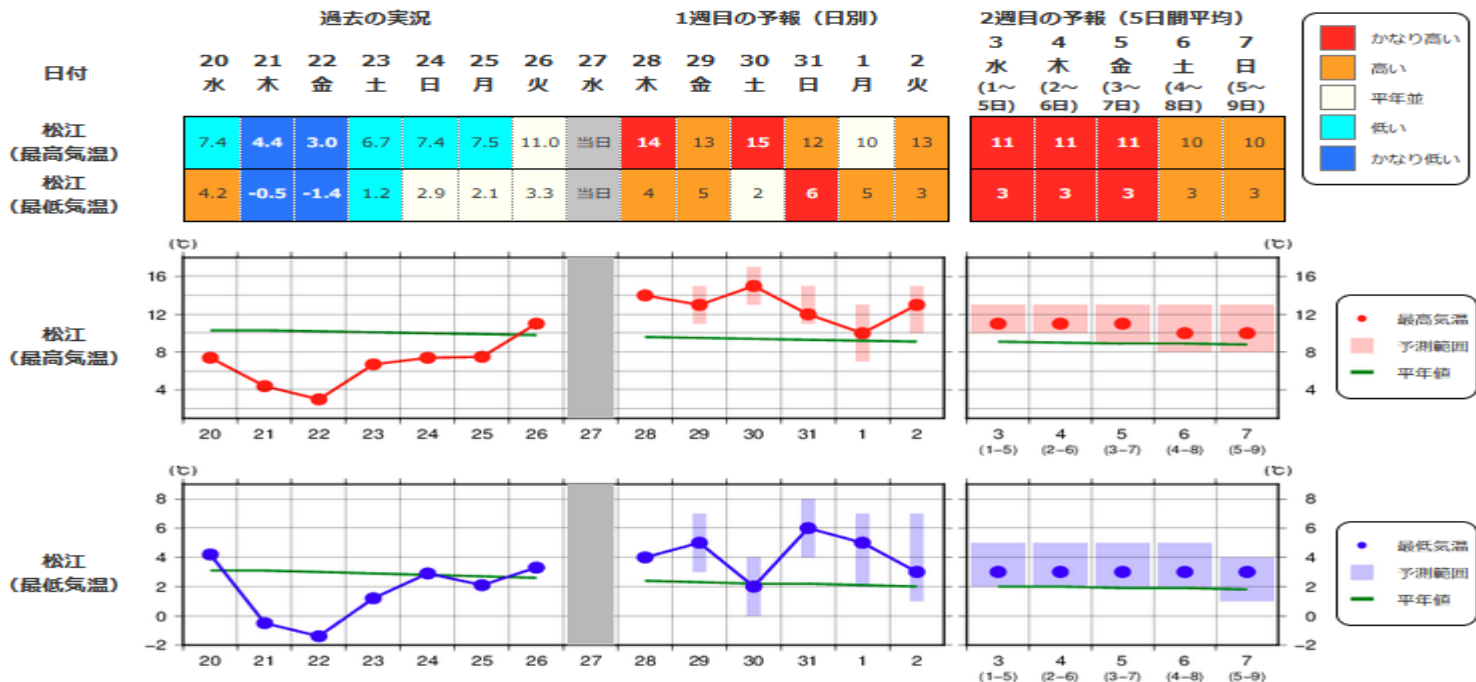 過去の実況 1週目の予報（日別） 2週目の予報（5日間平均）
日付 20 21 22 23 24 25 26 27 28 29 30 31 1 2 3 4 5 6 7
水 木 金 土 日 月 火 水 木 金 土 日 月 火 水 木 金 土 日
(1～5日) (2～6日) (3～7日) (4～8日) (5～9日)
松江（最高気温） 7.4 4.4 3.0 6.7 7.4 7.5 11.0 当日 14 13 15 12 10 13 11 11 11 10 10
松江（最低気温） 4.2 -0.5 -1.4 1.2 2.9 2.1 3.3 当日 4 5 2 6 5 3 3 3 3 3 3
かなり高い
高い
平年並
低い
かなり低い
(℃) (℃)
16 16
12 12
8 8
4 4
松江
（最高気温）
20 21 22 23 24 25 26 27 28 29 30 31 1 2 3 4 5 6 7
(1-5) (2-6) (3-7) (4-8) (5-9)
最高気温
予測範囲
平年値
(℃) (℃)
8 8
6 6
4 4
2 2
0 0
-2 -2
松江
（最低気温）
20 21 22 23 24 25 26 27 28 29 30 31 1 2 3 4 5 6 7
(1-5) (2-6) (3-7) (4-8) (5-9)
最低気温
予測範囲
平年値